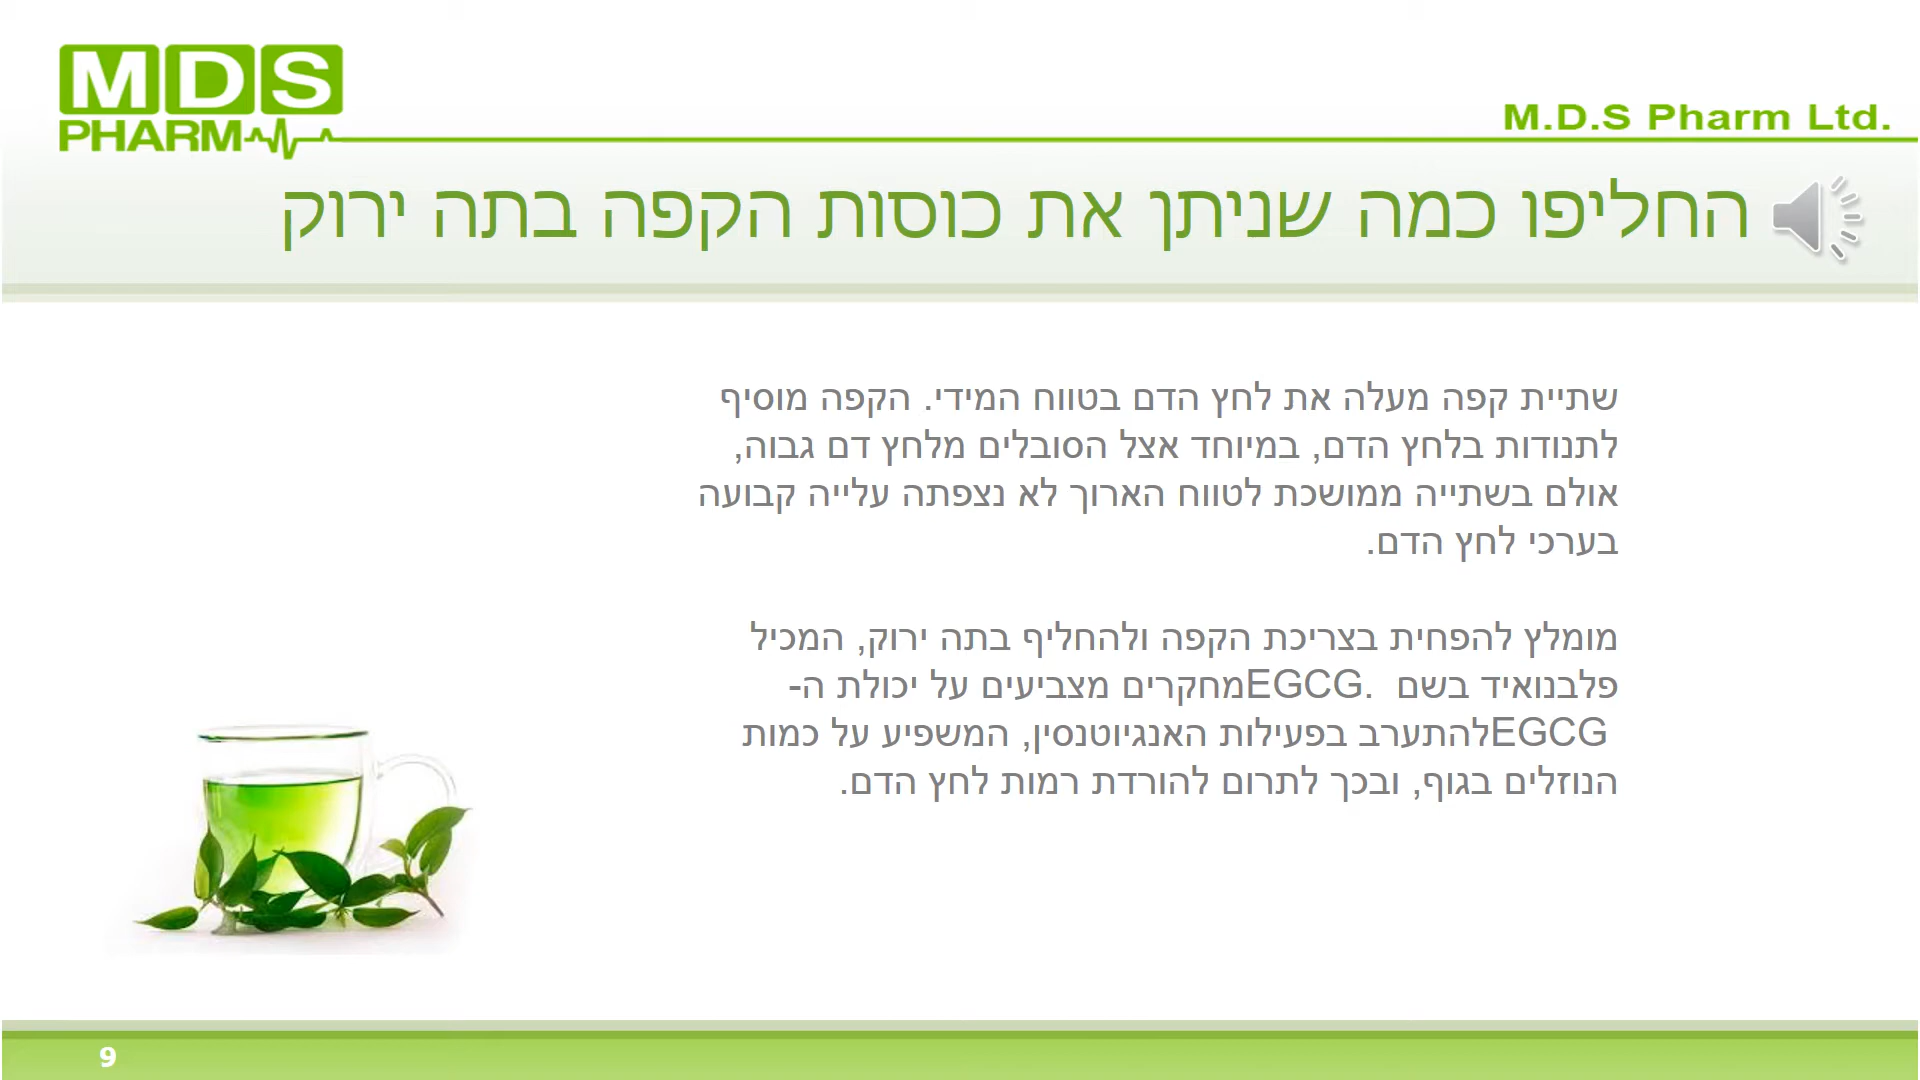 MDS
PHARM
M.D.S Pharm Ltd.
החליפו כמה שניתן את כוסות הקפה בתה ירוק
שתיית קפה מעלה את לחץ הדם בטווח המידי. הקפה מוסיף
לתנודות בלחץ הדם, במיוחד אצל הסובלים מלחץ דם גבוה,
אולם בשתייה ממושכת לטווח הארוך לא נצפתה עלייה קבועה
בערכי לחץ הדם.
מומלץ להפחית בצריכת הקפה ולהחליף בתה ירוק, המכיל
פלבנואיד בשם EGCG. מחקרים מצביעים על יכולת ה-
EGCG להתערב בפעילות האנגיוטנסין, המשפיע על כמות
הנוזלים בגוף, ובכך לתרום להורדת רמות לחץ הדם.
9